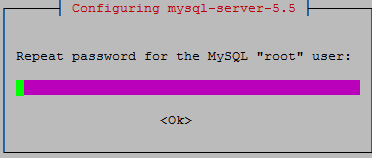 Configuring mysql-server-5.5
Repeat password for the MySQL "root" user:
<Ok>